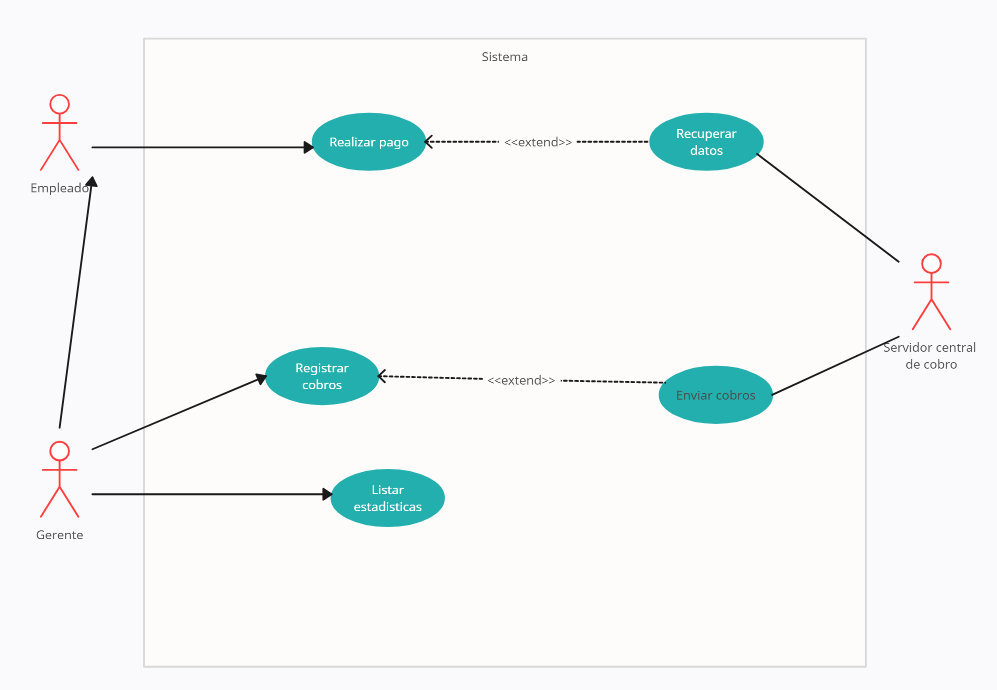 Sistema
Realizar pago
<<extend>>
Recuperar
datos
Empleado
Servidor central
de cobro
Registrar
cobros
<<extend>>
Enviar cobros
Listar
estadisticas
Gerente